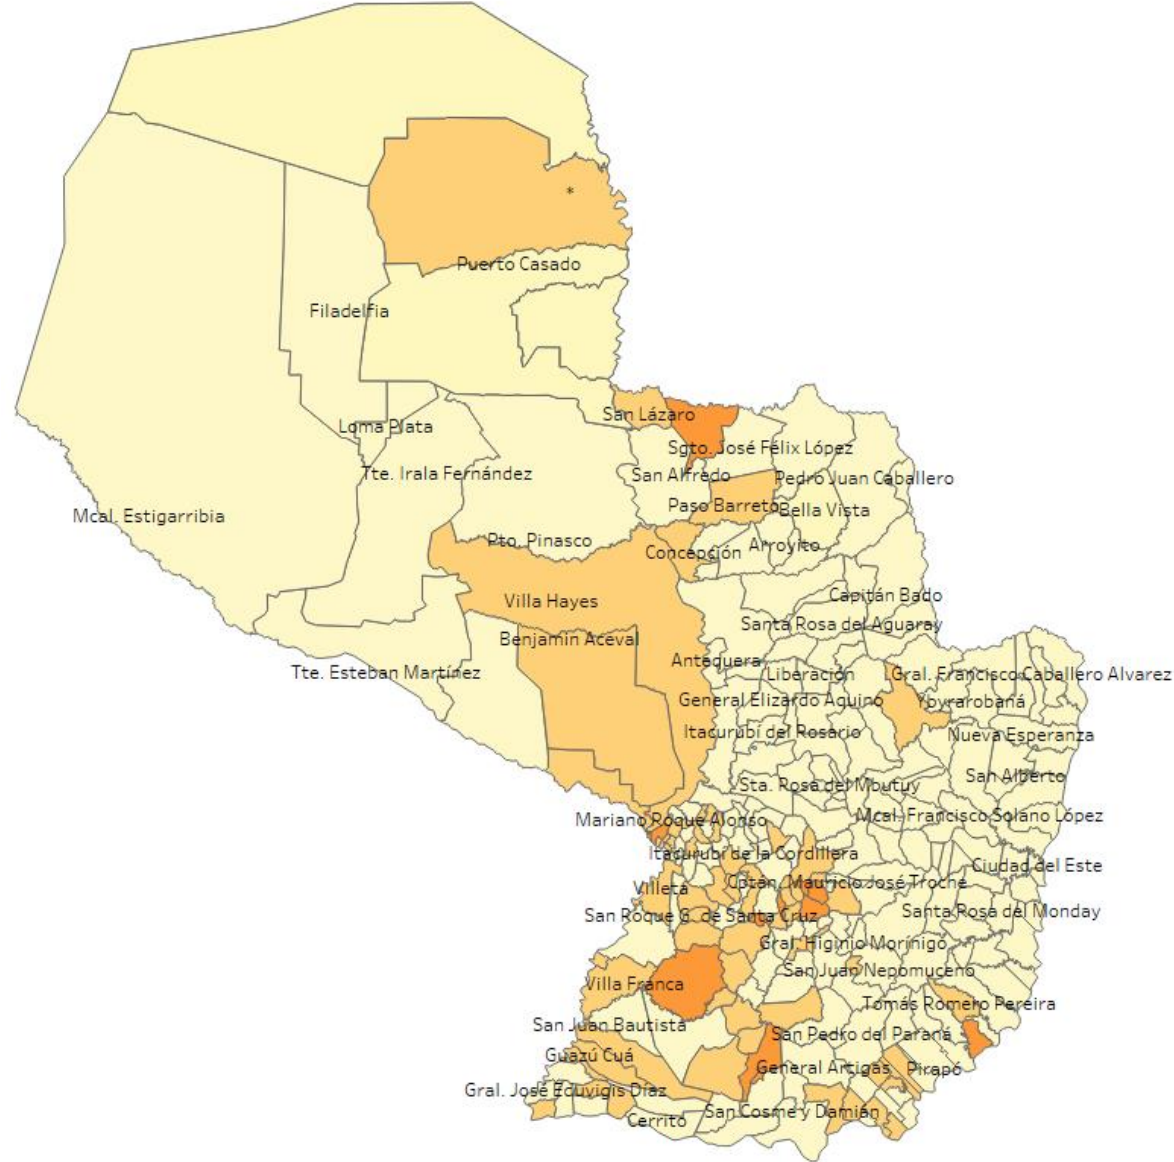 *
Puerto Casado
Filadelfia
San Lázaro
Loma Plata
Sgto. José Félix López
Tte. Irala Fernández
San Alfredo
Pedro Juan Caballero
Paso Barreto
Bella Vista
Mcal. Estigarribia
Pto. Pinasco
Concepción
Arroyito
Villa Hayes
Capitán Bado
Santa Rosa del Aguaray
Benjamin Aceval
Antequera
Tte. Esteban Martínez
Liberación
Gral. Francisco Caballero Alvarez
General Elizardo Aquino
Ybyrarobaná
Itacurubí del Rosario
Nueva Esperanza
San Alberto
Sta. Rosa del Mbutuy
Mariano Roque Alonso
Mcal. Francisco Solano López
Itacurubí de la Cordillera
Ciudad del Este
Villeta
Cptán. Mauricio José Troche
San Roque G. de Santa Cruz
Santa Rosa del Monday
Gral. Higinio Morínigo
San Juan Nepomuceno
Villa Franca
Tomás Romero Pereira
San Juan Bautista
San Pedro del Paraná
Guazú Cuá
General Artigas
Pirapó
Gral. José Eduvigis Díaz
San Cosme y Damián
Cerrito